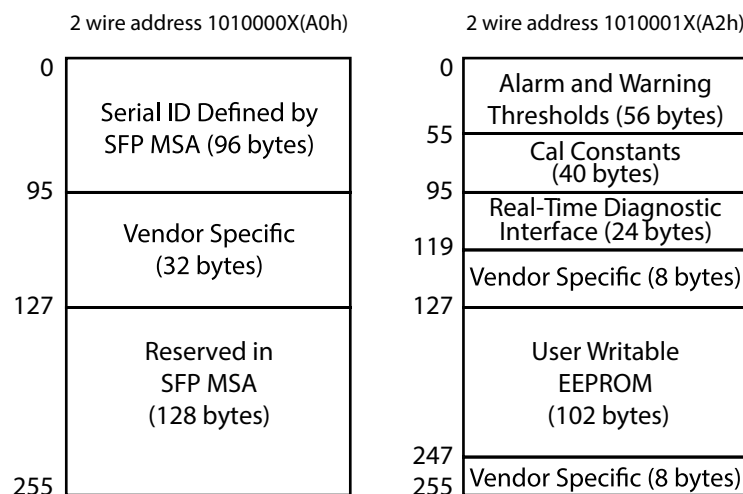 2 wire address 1010000X(A0h)
0
Serial ID Defined by
SFP MSA (96 bytes)
95
Vendor Specific
(32 bytes)
127
Reserved in
SFP MSA
(128 bytes)
255
2 wire address 1010001X(A2h)
0
Alarm and Warning
Thresholds (56 bytes)
55
Cal Constants
(40 bytes)
95
Real-Time Diagnostic
Interface (24 bytes)
119
Vendor Specific (8 bytes)
127
User Writable
EEPROM
(102 bytes)
247
Vendor Specific (8 bytes)
255